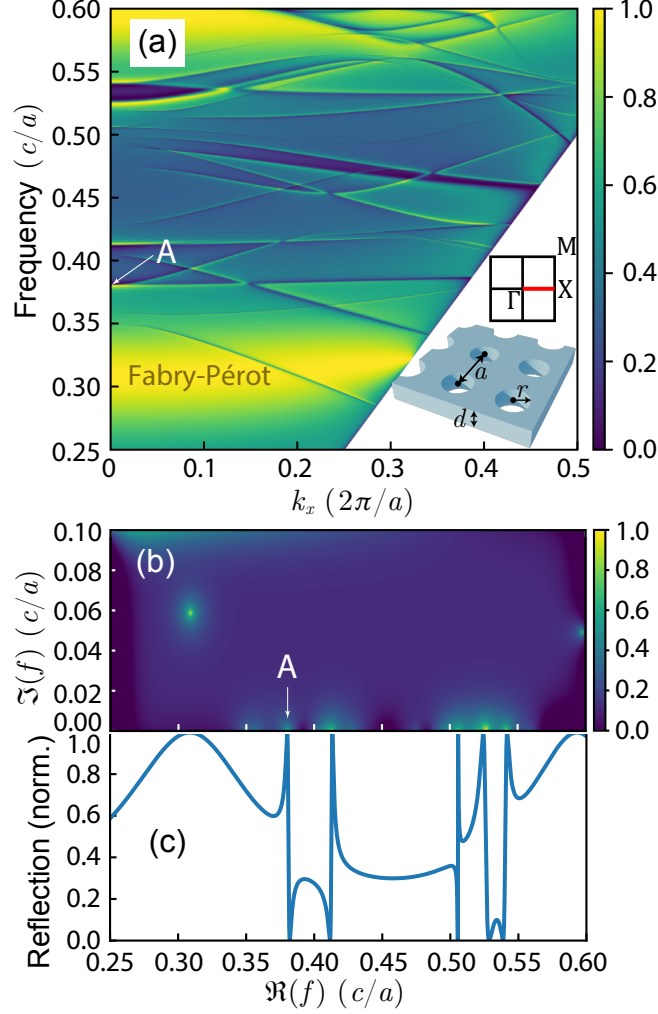 (a)
0.60
0.55
0.50
0.45
0.40
0.35
0.30
0.25
Frequency (c/a)
A
Fabry-Pérot
M
Γ X
a
r
d
0 0.1 0.2 0.3 0.4 0.5
k_x (2π/a)
1.0
0.8
0.6
0.4
0.2
0.0
(b)
0.10
0.08
0.06
0.04
0.02
0.00
ℑ(f) (c/a)
A
1.0
0.8
0.6
0.4
0.2
0.0
(c)
1.0
0.8
0.6
0.4
0.2
0.0
Reflection (norm.)
0.25 0.30 0.35 0.40 0.45 0.50 0.55 0.60
ℜ(f) (c/a)